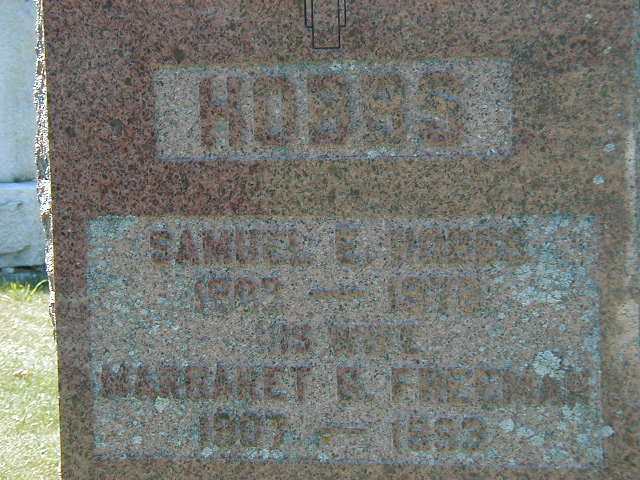 HOBBS
SAMUEL E. HOBBS
HIS WIFE
MARGARET FREEMAN
1907 —